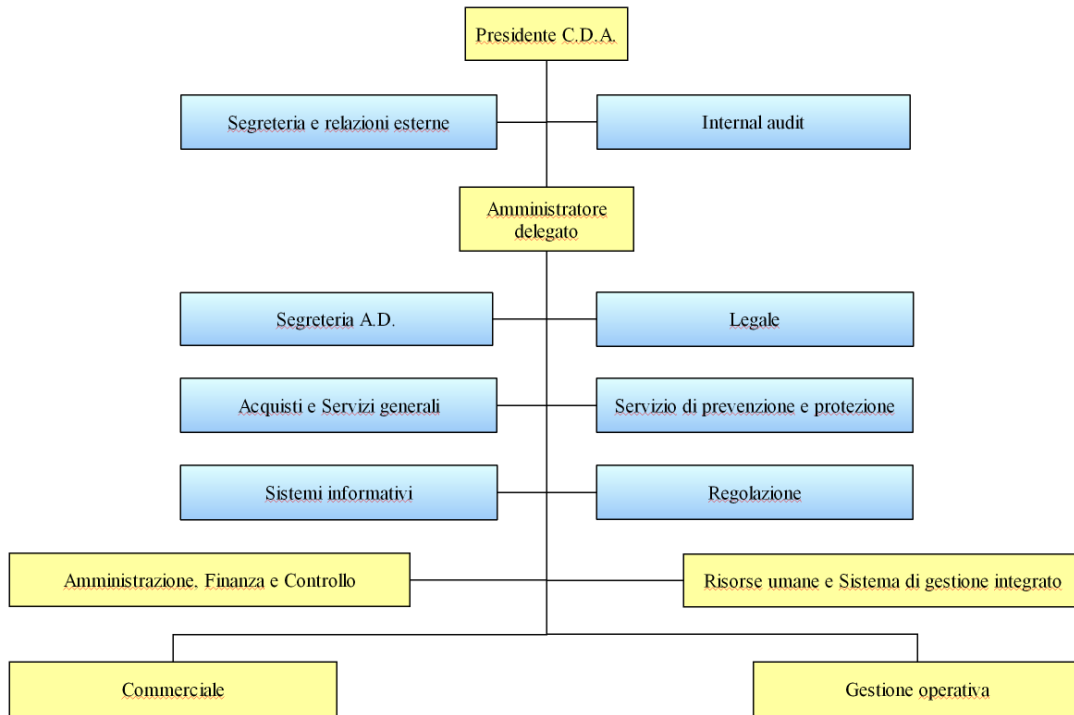 Presidente C.D.A.
Segreteria e relazioni esterne
Internal audit
Amministratore
delegato
Segreteria A.D.
Legale
Acquisti e Servizi generali
Servizio di prevenzione e protezione
Sistemi informativi
Regolazione
Amministrazione, Finanza e Controllo
Risorse umane e Sistema di gestione integrato
Commerciale
Gestione operativa